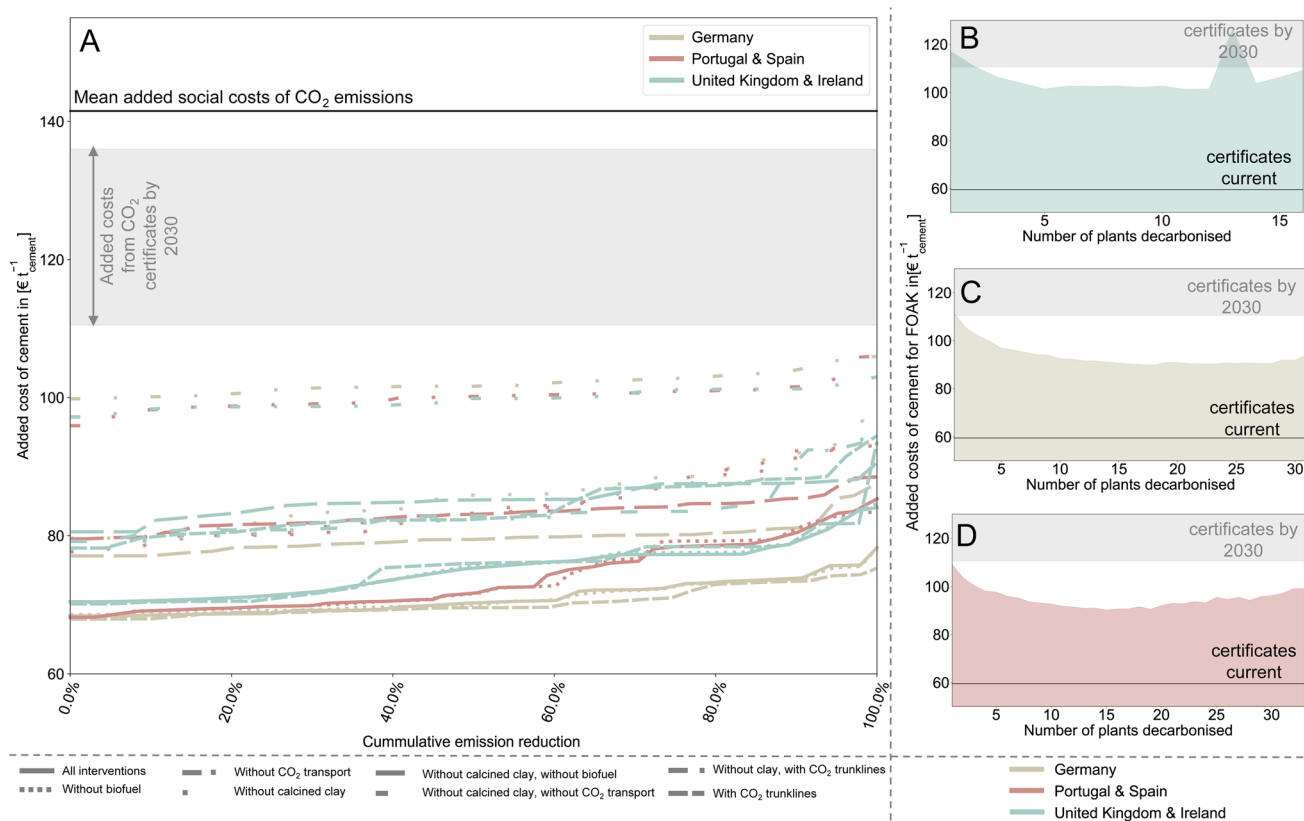 A
Germany
Portugal & Spain
United Kingdom & Ireland
Mean added social costs of CO₂ emissions
140
120
100
80
60
Added cost of cement in [€ t⁻¹cement]
Added costs
from CO₂
certificates by
2030
0.0%
20.0%
40.0%
60.0%
80.0%
100.0%
Cummulative emission reduction
B
certificates by
2030
certificates
current
120
100
80
60
5
10
15
Number of plants decarbonised
Added costs of cement for FOAK in[€ t⁻¹cement]
C
certificates by
2030
certificates
current
120
100
80
60
5
10
15
20
25
30
Number of plants decarbonised
D
certificates by
2030
certificates
current
120
100
80
60
5
10
15
20
25
30
Number of plants decarbonised
All interventions
Without biofuel
Without CO₂ transport
Without calcined clay
Without calcined clay, without biofuel
Without calcined clay, without CO₂ transport
Without clay, with CO₂ trunklines
With CO₂ trunklines
Germany
Portugal & Spain
United Kingdom & Ireland